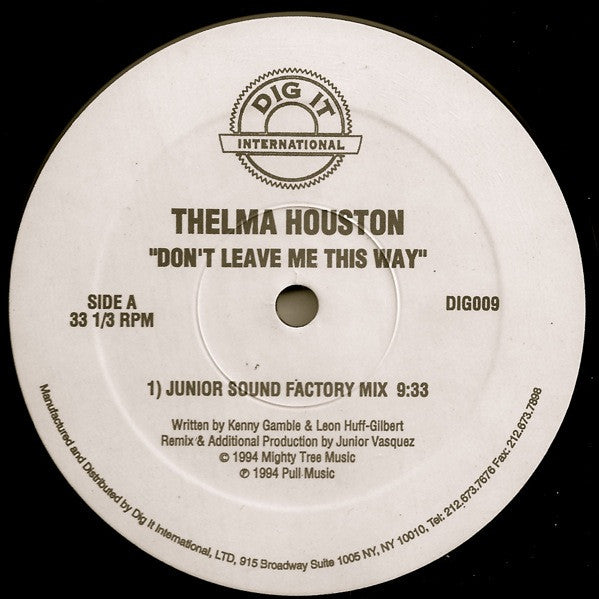 DIG IT
INTERNATIONAL
THELMA HOUSTON
"DON'T LEAVE ME THIS WAY"
SIDE A
33 1/3 RPM
DIG009
1) JUNIOR SOUND FACTORY MIX 9:33
Written by Kenny Gamble & Leon Huff-Gilbert
Remix & Additional Production by Junior Vasquez
© 1994 Mighty Tree Music
℗ 1994 Pull Music
Manufactured and Distributed by Dig It International, LTD, 915 Broadway Suite 1005 NY, NY 10010, Tel: 212.673.7676 Fax: 212.673.7898